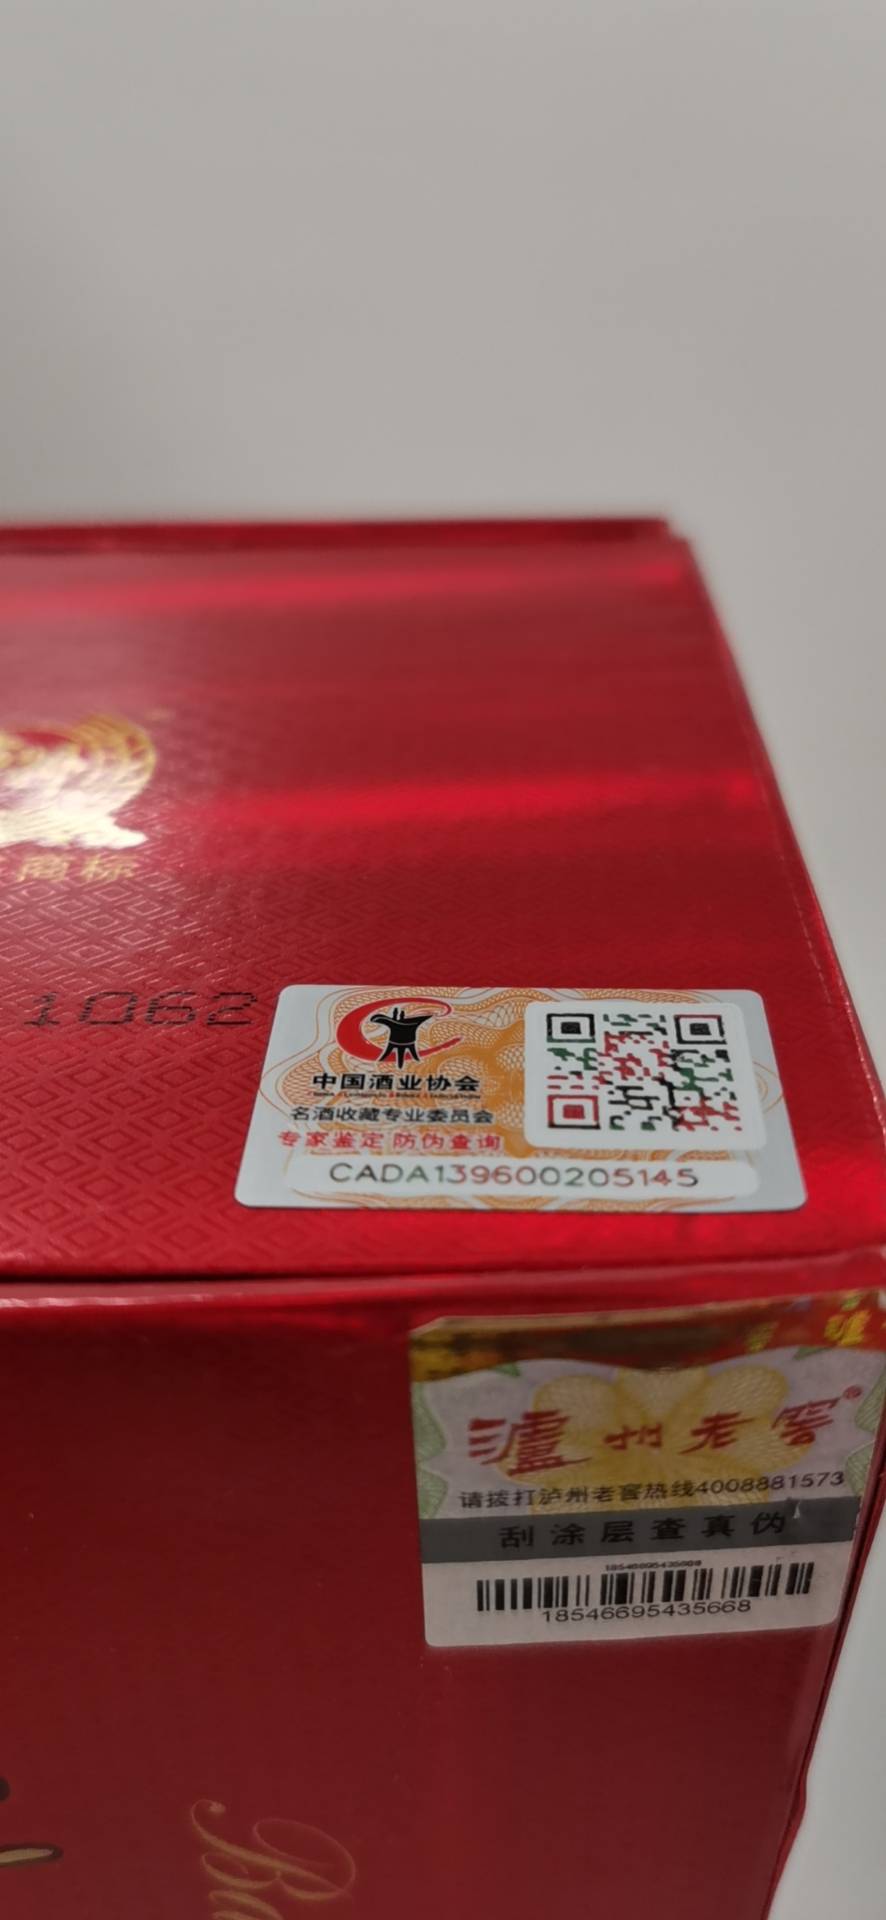 商标
1062
中国酒业协会
名酒收藏专业委员会
专家鉴定 防伪查询
CADA139600205145
泸州老窖®
请拨打泸州老窖热线4008881573
刮涂层查真伪
18546695435668
18546695435668